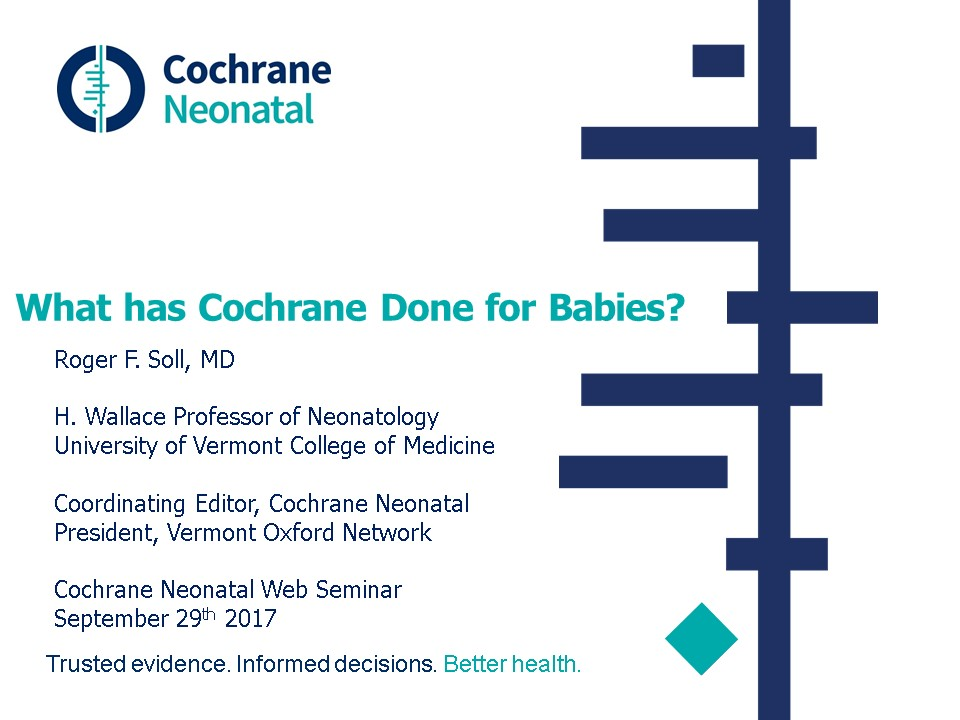 Cochrane
Neonatal
What has Cochrane Done for Babies?
Roger F. Soll, MD
H. Wallace Professor of Neonatology
University of Vermont College of Medicine
Coordinating Editor, Cochrane Neonatal
President, Vermont Oxford Network
Cochrane Neonatal Web Seminar
September 29th 2017
Trusted evidence. Informed decisions. Better health.